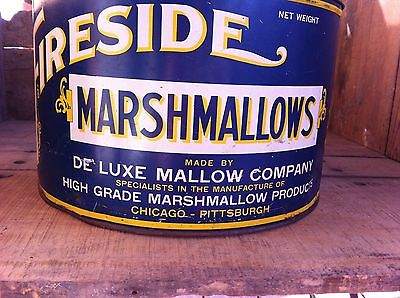 FIRESIDE
NET WEIGHT
MARSHMALLOWS
MADE BY
DE LUXE MALLOW COMPANY
SPECIALISTS IN THE MANUFACTURE OF
HIGH GRADE MARSHMALLOW PRODUCTS
CHICAGO - PITTSBURGH